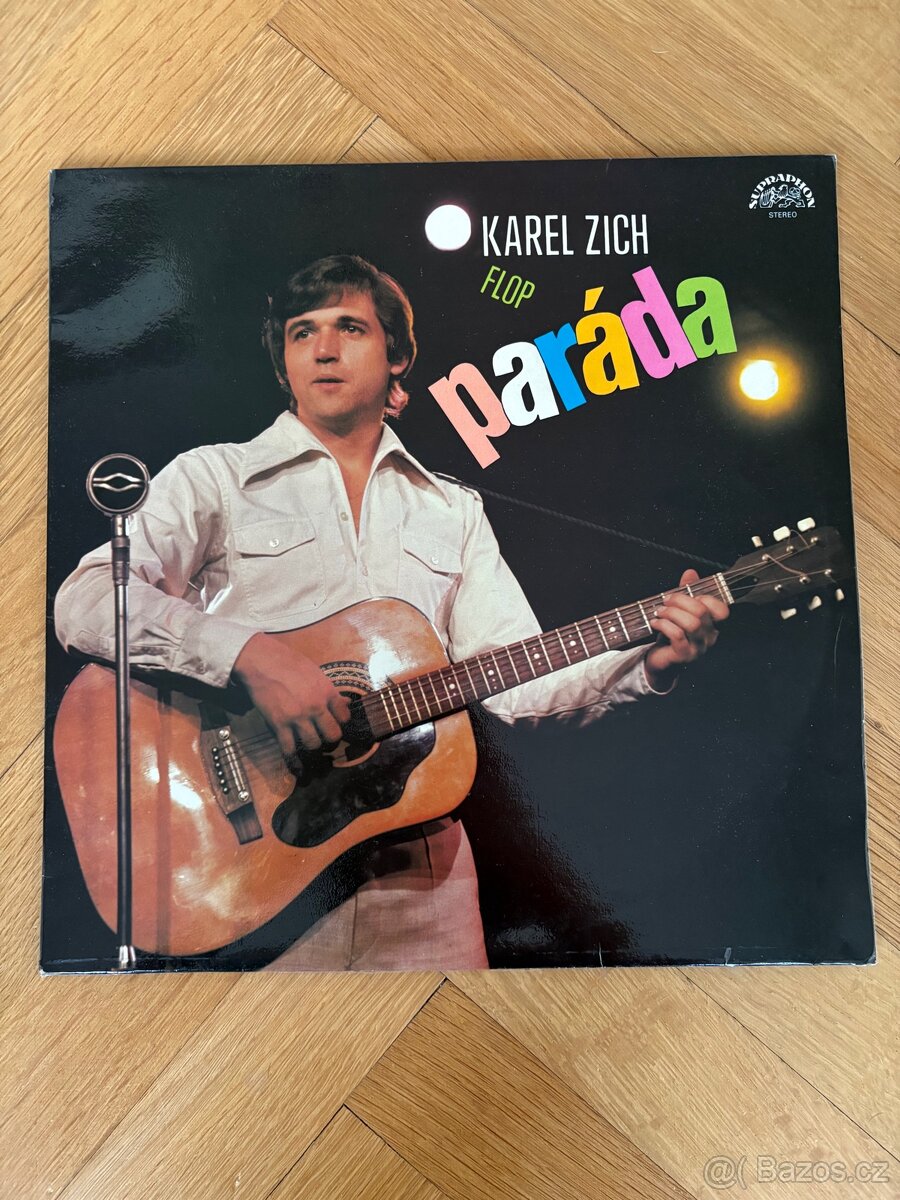 SUPRAPHON
STEREO
KAREL ZICH
FLOP
paráda
@( Bazos.cz